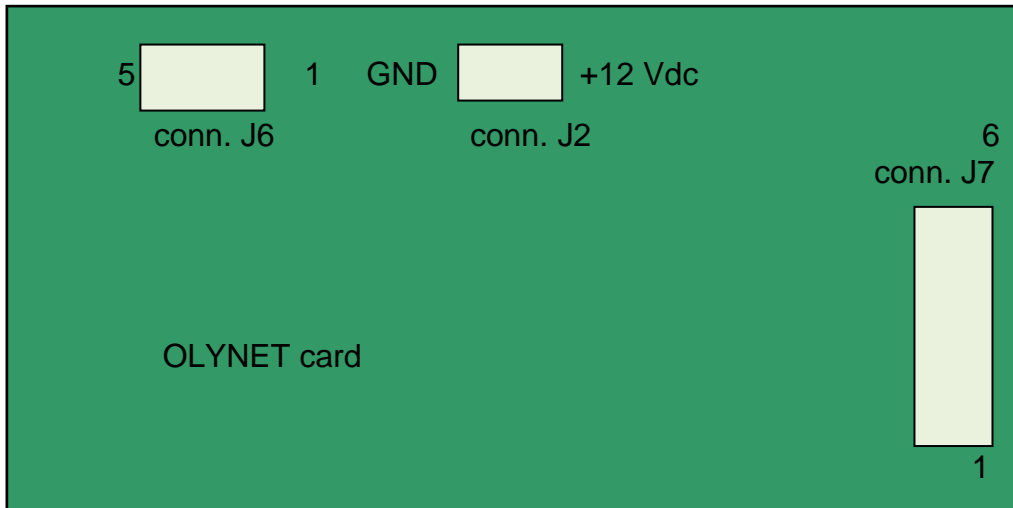 5 1 GND +12 Vdc
conn. J6 conn. J2
6
conn. J7
OLYNET card
1